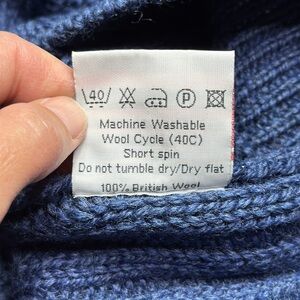 40 P
Machine Washable
Wool Cycle (40C)
Short spin
Do not tumble dry/Dry flat
100% British Wool